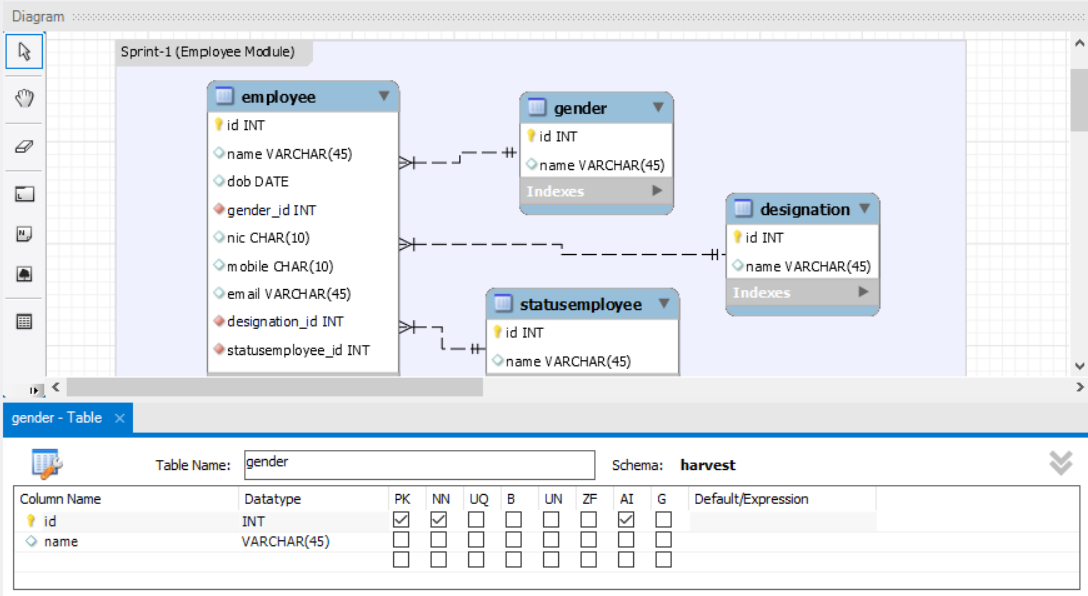 Diagram
Sprint-1 (Employee Module)
employee
id INT
name VARCHAR(45)
dob DATE
gender_id INT
nic CHAR(10)
mobile CHAR(10)
email VARCHAR(45)
designation_id INT
statusemployee_id INT
gender
id INT
name VARCHAR(45)
Indexes
designation
id INT
name VARCHAR(45)
Indexes
statusemployee
id INT
name VARCHAR(45)
gender - Table
Table Name: gender Schema: harvest
Column Name Datatype PK NN UQ B UN ZF AI G Default/Expression
id INT
name VARCHAR(45)